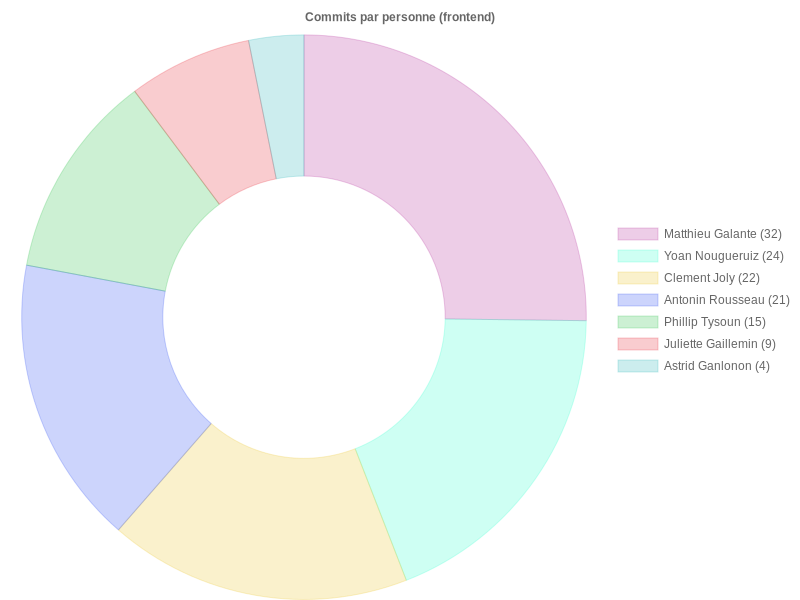 Commits par personne (frontend)
Matthieu Galante (32)
Yoan Nougueruiz (24)
Clement Joly (22)
Antonin Rousseau (21)
Phillip Tysoun (15)
Juliette Gaillemin (9)
Astrid Ganlonon (4)